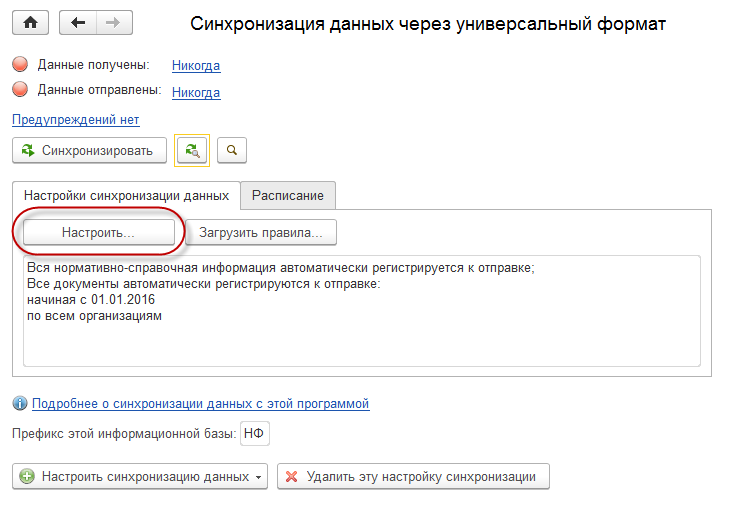 Синхронизация данных через универсальный формат
Данные получены: Никогда
Данные отправлены: Никогда
Предупреждений нет
Синхронизировать
Настройки синхронизации данных Расписание
Настроить... Загрузить правила...
Вся нормативно-справочная информация автоматически регистрируется к отправке;
Все документы автоматически регистрируются к отправке:
начиная с 01.01.2016
по всем организациям
Подробнее о синхронизации данных с этой программой
Префикс этой информационной базы: НФ
Настроить синхронизацию данных Удалить эту настройку синхронизации